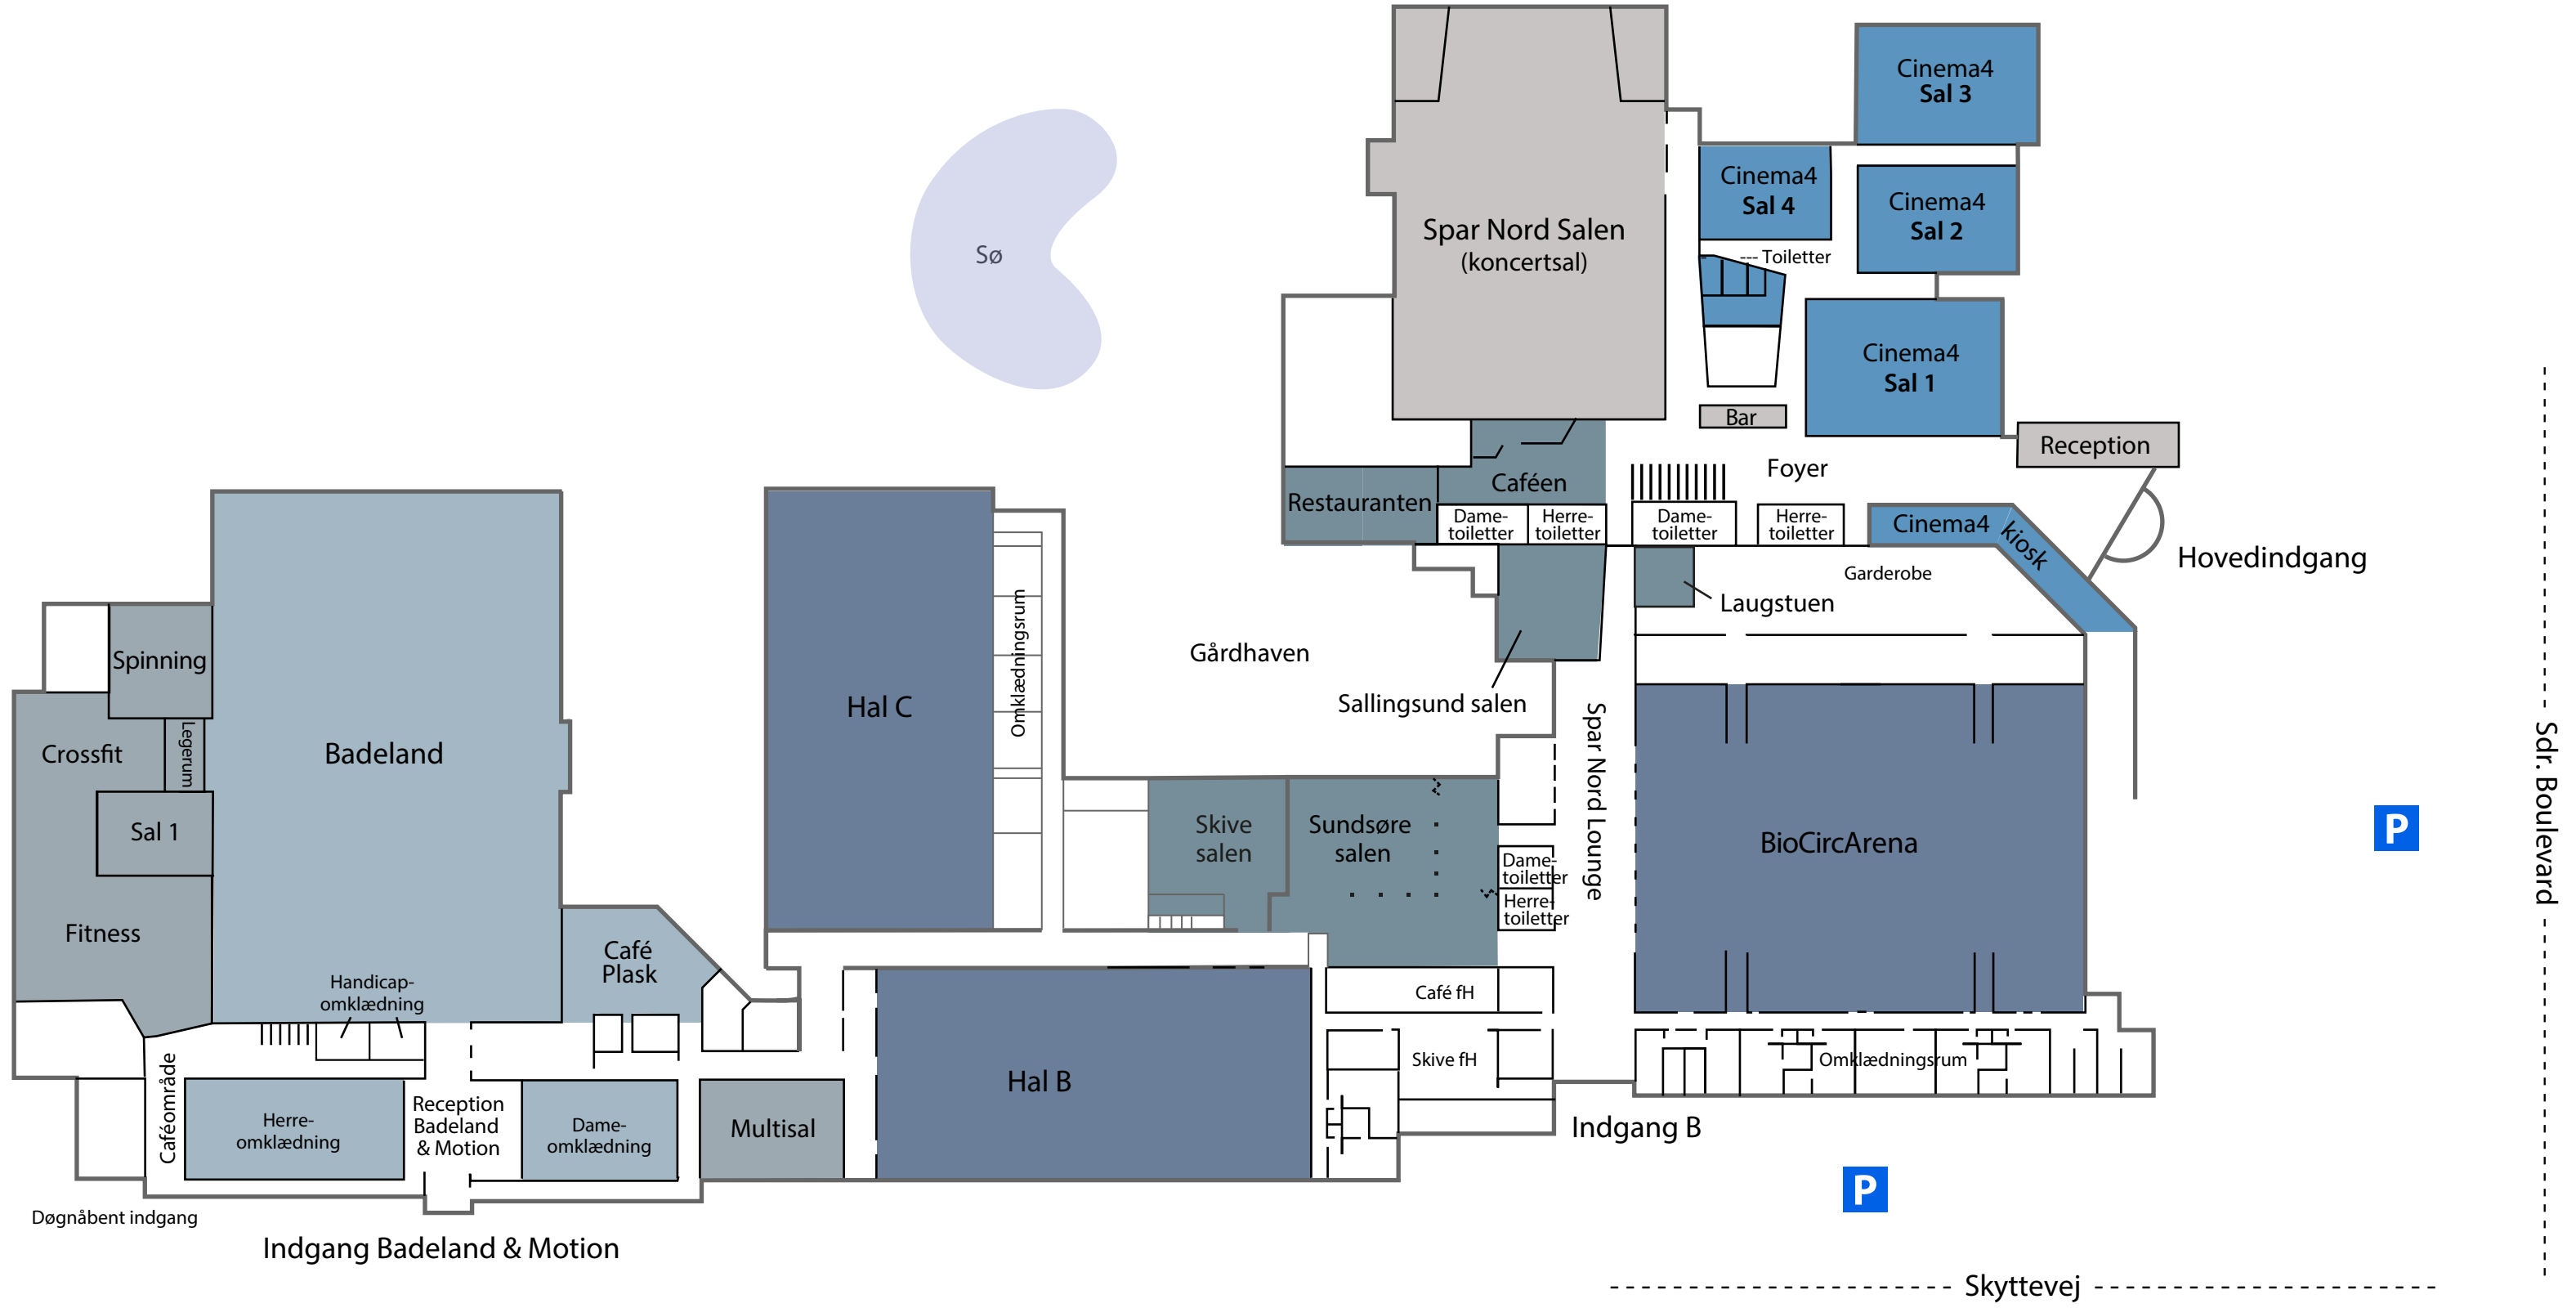 Cinema4
Sal 3
Cinema4
Sal 4
Cinema4
Sal 2
Spar Nord Salen
(koncertsal)
--- Toiletter
Sø
Cinema4
Sal 1
Bar
Reception
Foyer
Caféen
Restauranten
Dame-
toiletter
Herre-
toiletter
Dame-
toiletter
Herre-
toiletter
Cinema4 kiosk
Hovedindgang
Garderobe
Laugstuen
Gårdhaven
Sallingsund salen
Spar Nord Lounge
Spinning
Crossfit
Legerum
Sal 1
Fitness
Badeland
Hal C
Omklædningsrum
Skive
salen
Sundsøre
salen
Dame-
toiletter
Herre-
toiletter
BioCircArena
P
Sdr. Boulevard
Café
Plask
Handicap-
omklædning
Café fH
Skive fH
Omklædningsrum
Caféområde
Herre-
omklædning
Reception
Badeland
& Motion
Dame-
omklædning
Multisal
Hal B
Indgang B
P
Døgnåbent indgang
Indgang Badeland & Motion
Skyttevej